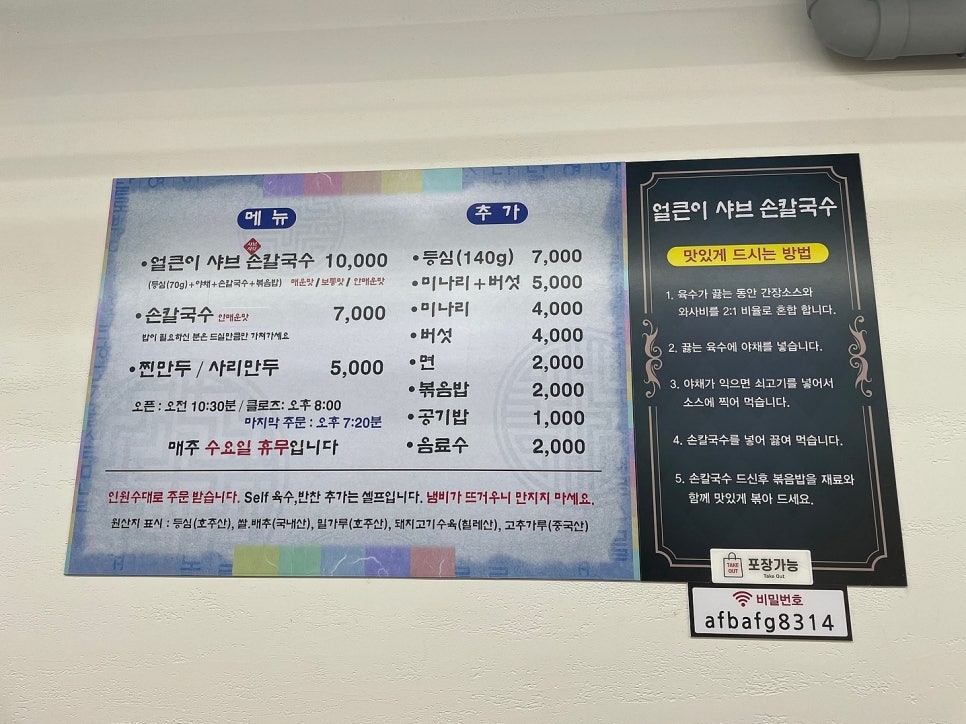 메뉴
샤브샤브
•얼큰이 샤브 손칼국수 10,000
(등심(70g)+야채+손칼국수+볶음밥) 매운맛/보통맛/안매운맛
•손칼국수 안매운맛 7,000
밥이 필요하신 분은 드실만큼만 가져가세요
•찐만두/사리만두 5,000
오픈 : 오전 10:30분 / 클로즈: 오후 8:00
마지막 주문 : 오후 7:20분
매주 수요일 휴무입니다
추가
•등심(140g) 7,000
•미나리+버섯 5,000
•미나리 4,000
•버섯 4,000
•면 2,000
•볶음밥 2,000
•공기밥 1,000
•음료수 2,000
인원수대로 주문 받습니다. Self 육수,반찬 추가는 셀프입니다. 냄비가 뜨거우니 만지지 마세요.
원산지 표시 : 등심(호주산), 쌀,배추(국내산), 밀가루(호주산), 돼지고기수육(칠레산), 고추가루(중국산)
얼큰이 샤브 손칼국수
맛있게 드시는 방법
1. 육수가 끓는 동안 간장소스와
와사비를 2:1 비율로 혼합 합니다.
2. 끓는 육수에 야채를 넣습니다.
3. 야채가 익으면 쇠고기를 넣어서
소스에 찍어 먹습니다.
4. 손칼국수를 넣어 끓여 먹습니다.
5. 손칼국수 드신후 볶음밥을 재료와
함께 맛있게 볶아 드세요.
TAKE OUT
포장가능
Take Out
비밀번호
afbafg8314